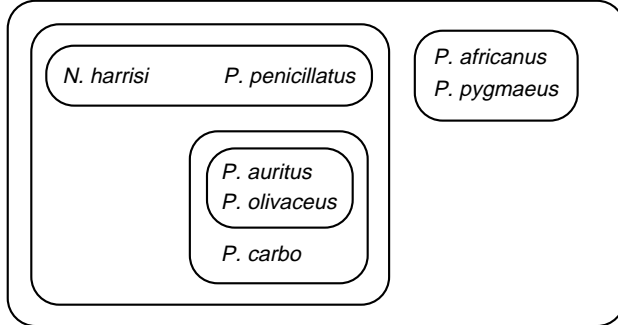 N. harrisi P. penicillatus
P. africanus
P. pygmaeus
P. auritus
P. olivaceus
P. carbo